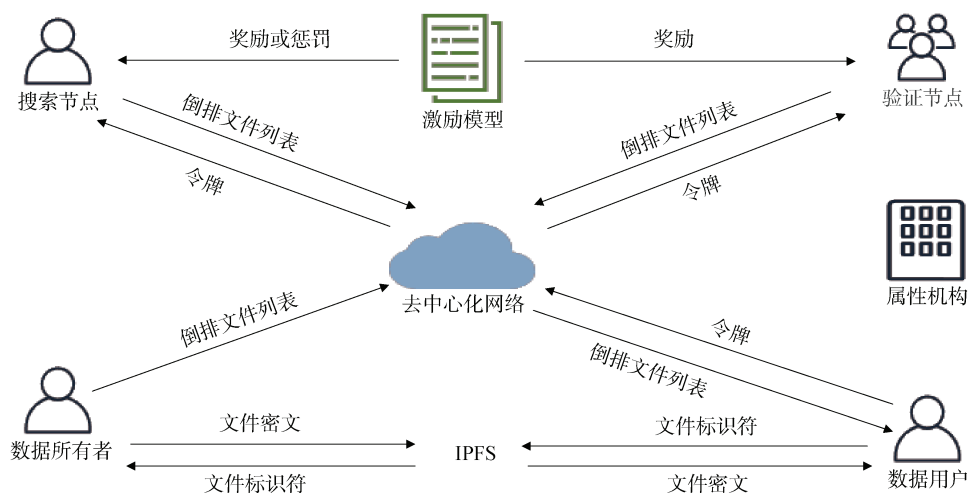 奖励或惩罚
奖励
搜索节点
激励模型
验证节点
倒排文件列表
倒排文件列表
令牌
令牌
去中心化网络
属性机构
倒排文件列表
令牌
倒排文件列表
数据所有者
文件密文
文件标识符
IPFS
文件标识符
文件密文
数据用户